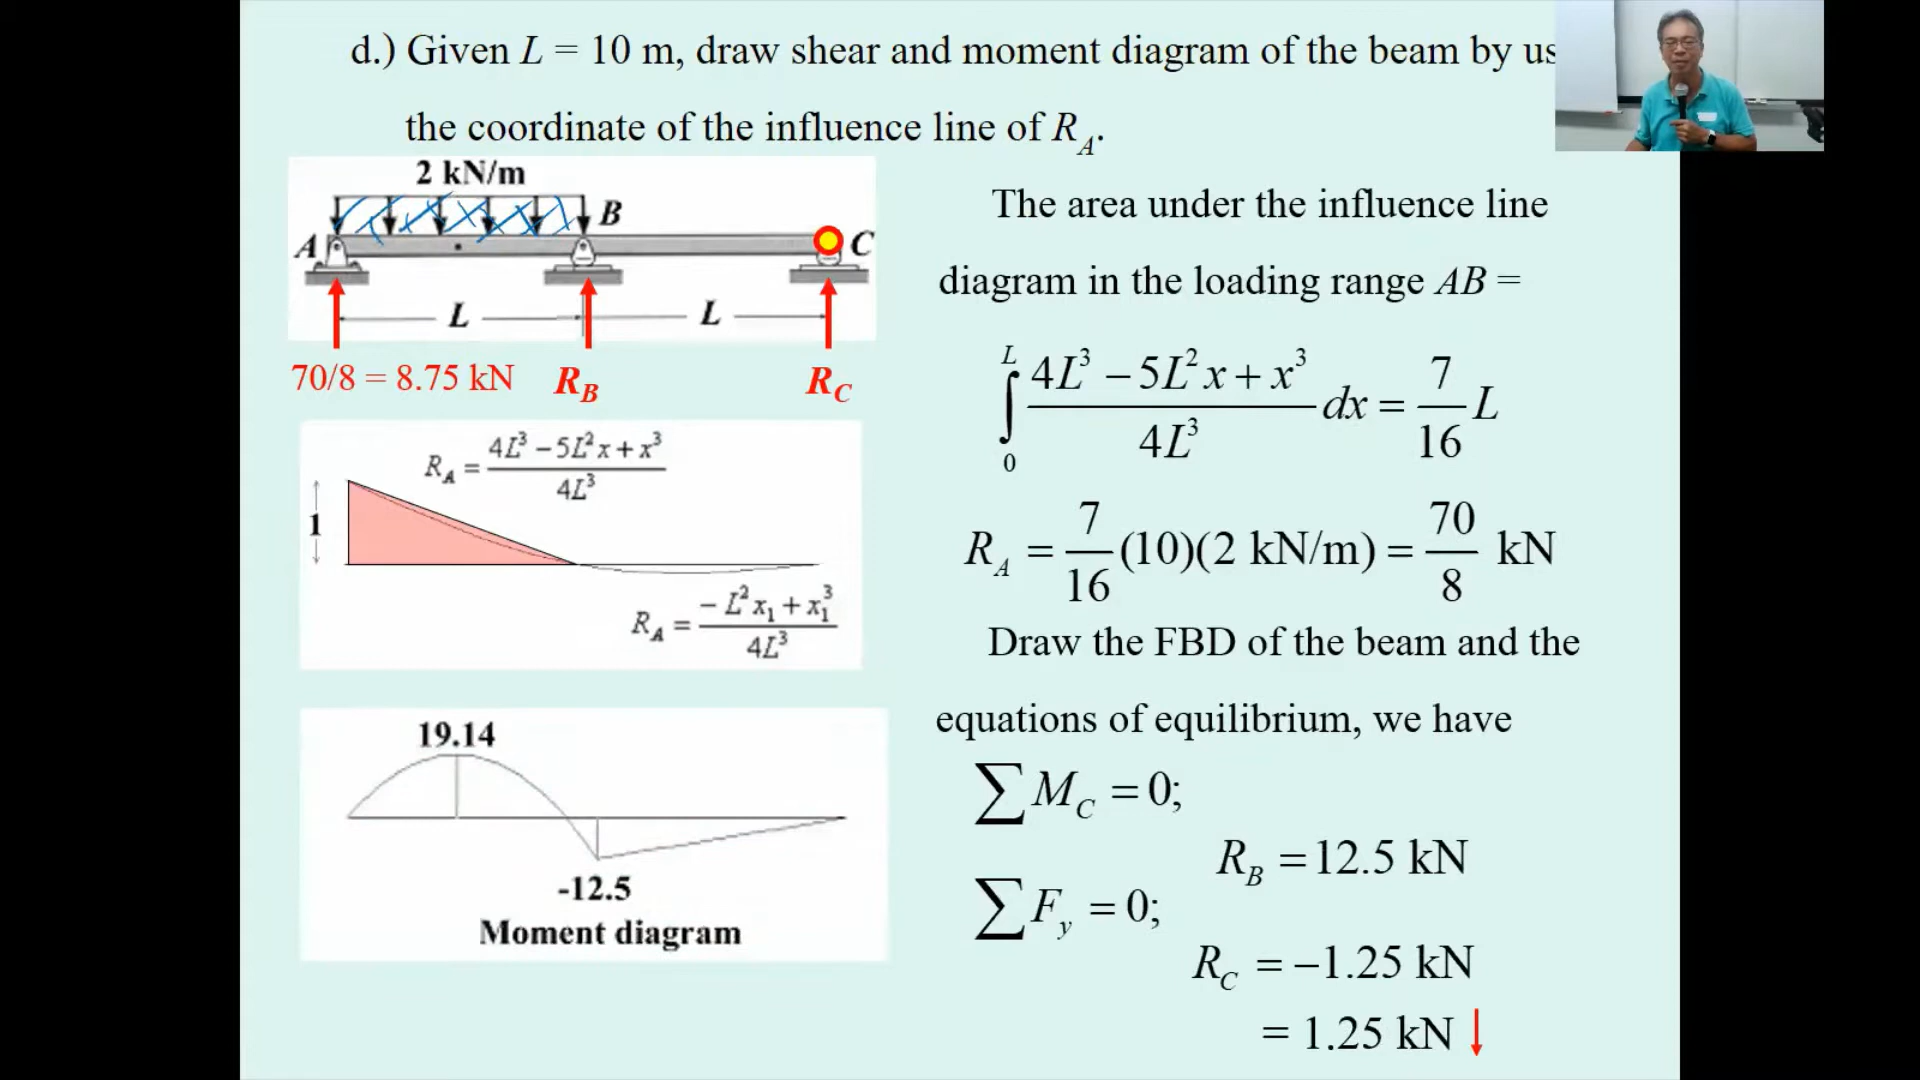 d.) Given L = 10 m, draw shear and moment diagram of the beam by us
the coordinate of the influence line of R_A.
2 kN/m
A B C
L L
70/8 = 8.75 kN R_B R_C
R_A = (4L³ − 5L²x + x³)/4L³
1
R_A = (−L²x₁ + x₁³)/4L³
19.14
-12.5
Moment diagram
The area under the influence line
diagram in the loading range AB =
∫₀ᴸ (4L³ − 5L²x + x³)/4L³ dx = 7/16 L
R_A = 7/16 (10)(2 kN/m) = 70/8 kN
Draw the FBD of the beam and the
equations of equilibrium, we have
∑M_C = 0;
R_B = 12.5 kN
∑F_y = 0;
R_C = −1.25 kN
= 1.25 kN ↓